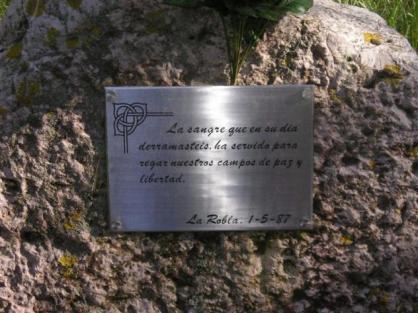 La sangre que en su dia
derramasteis, ha servido para
regar nuestros campos de paz y
libertad.
La Robla, 1-5-87